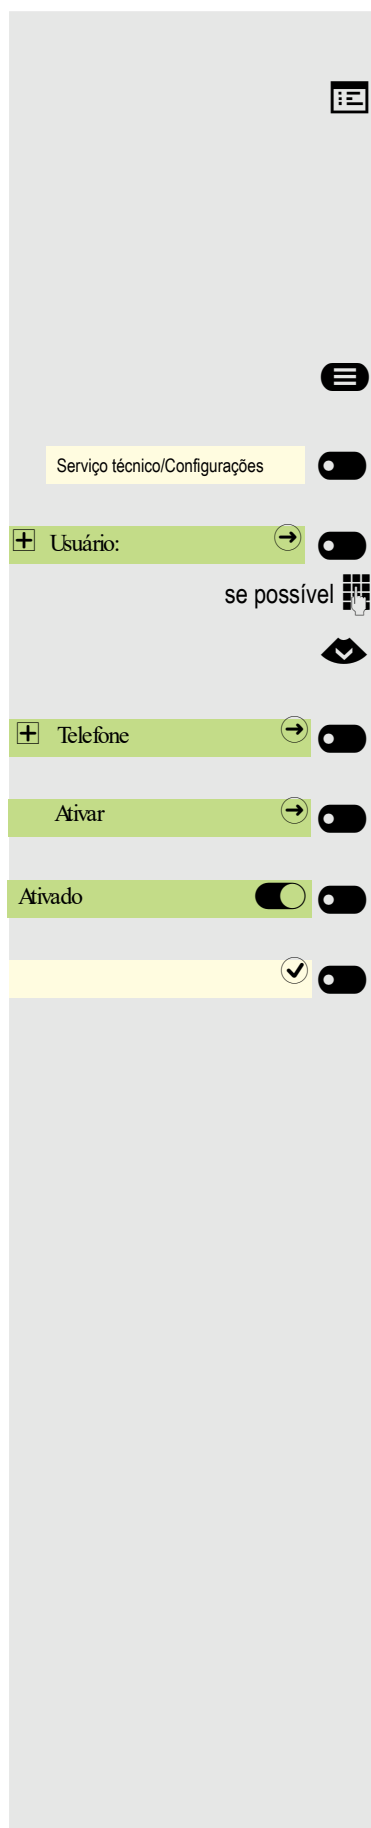 Serviço técnico/Configurações
Usuário:
se possível
Telefone
Ativar
Ativado